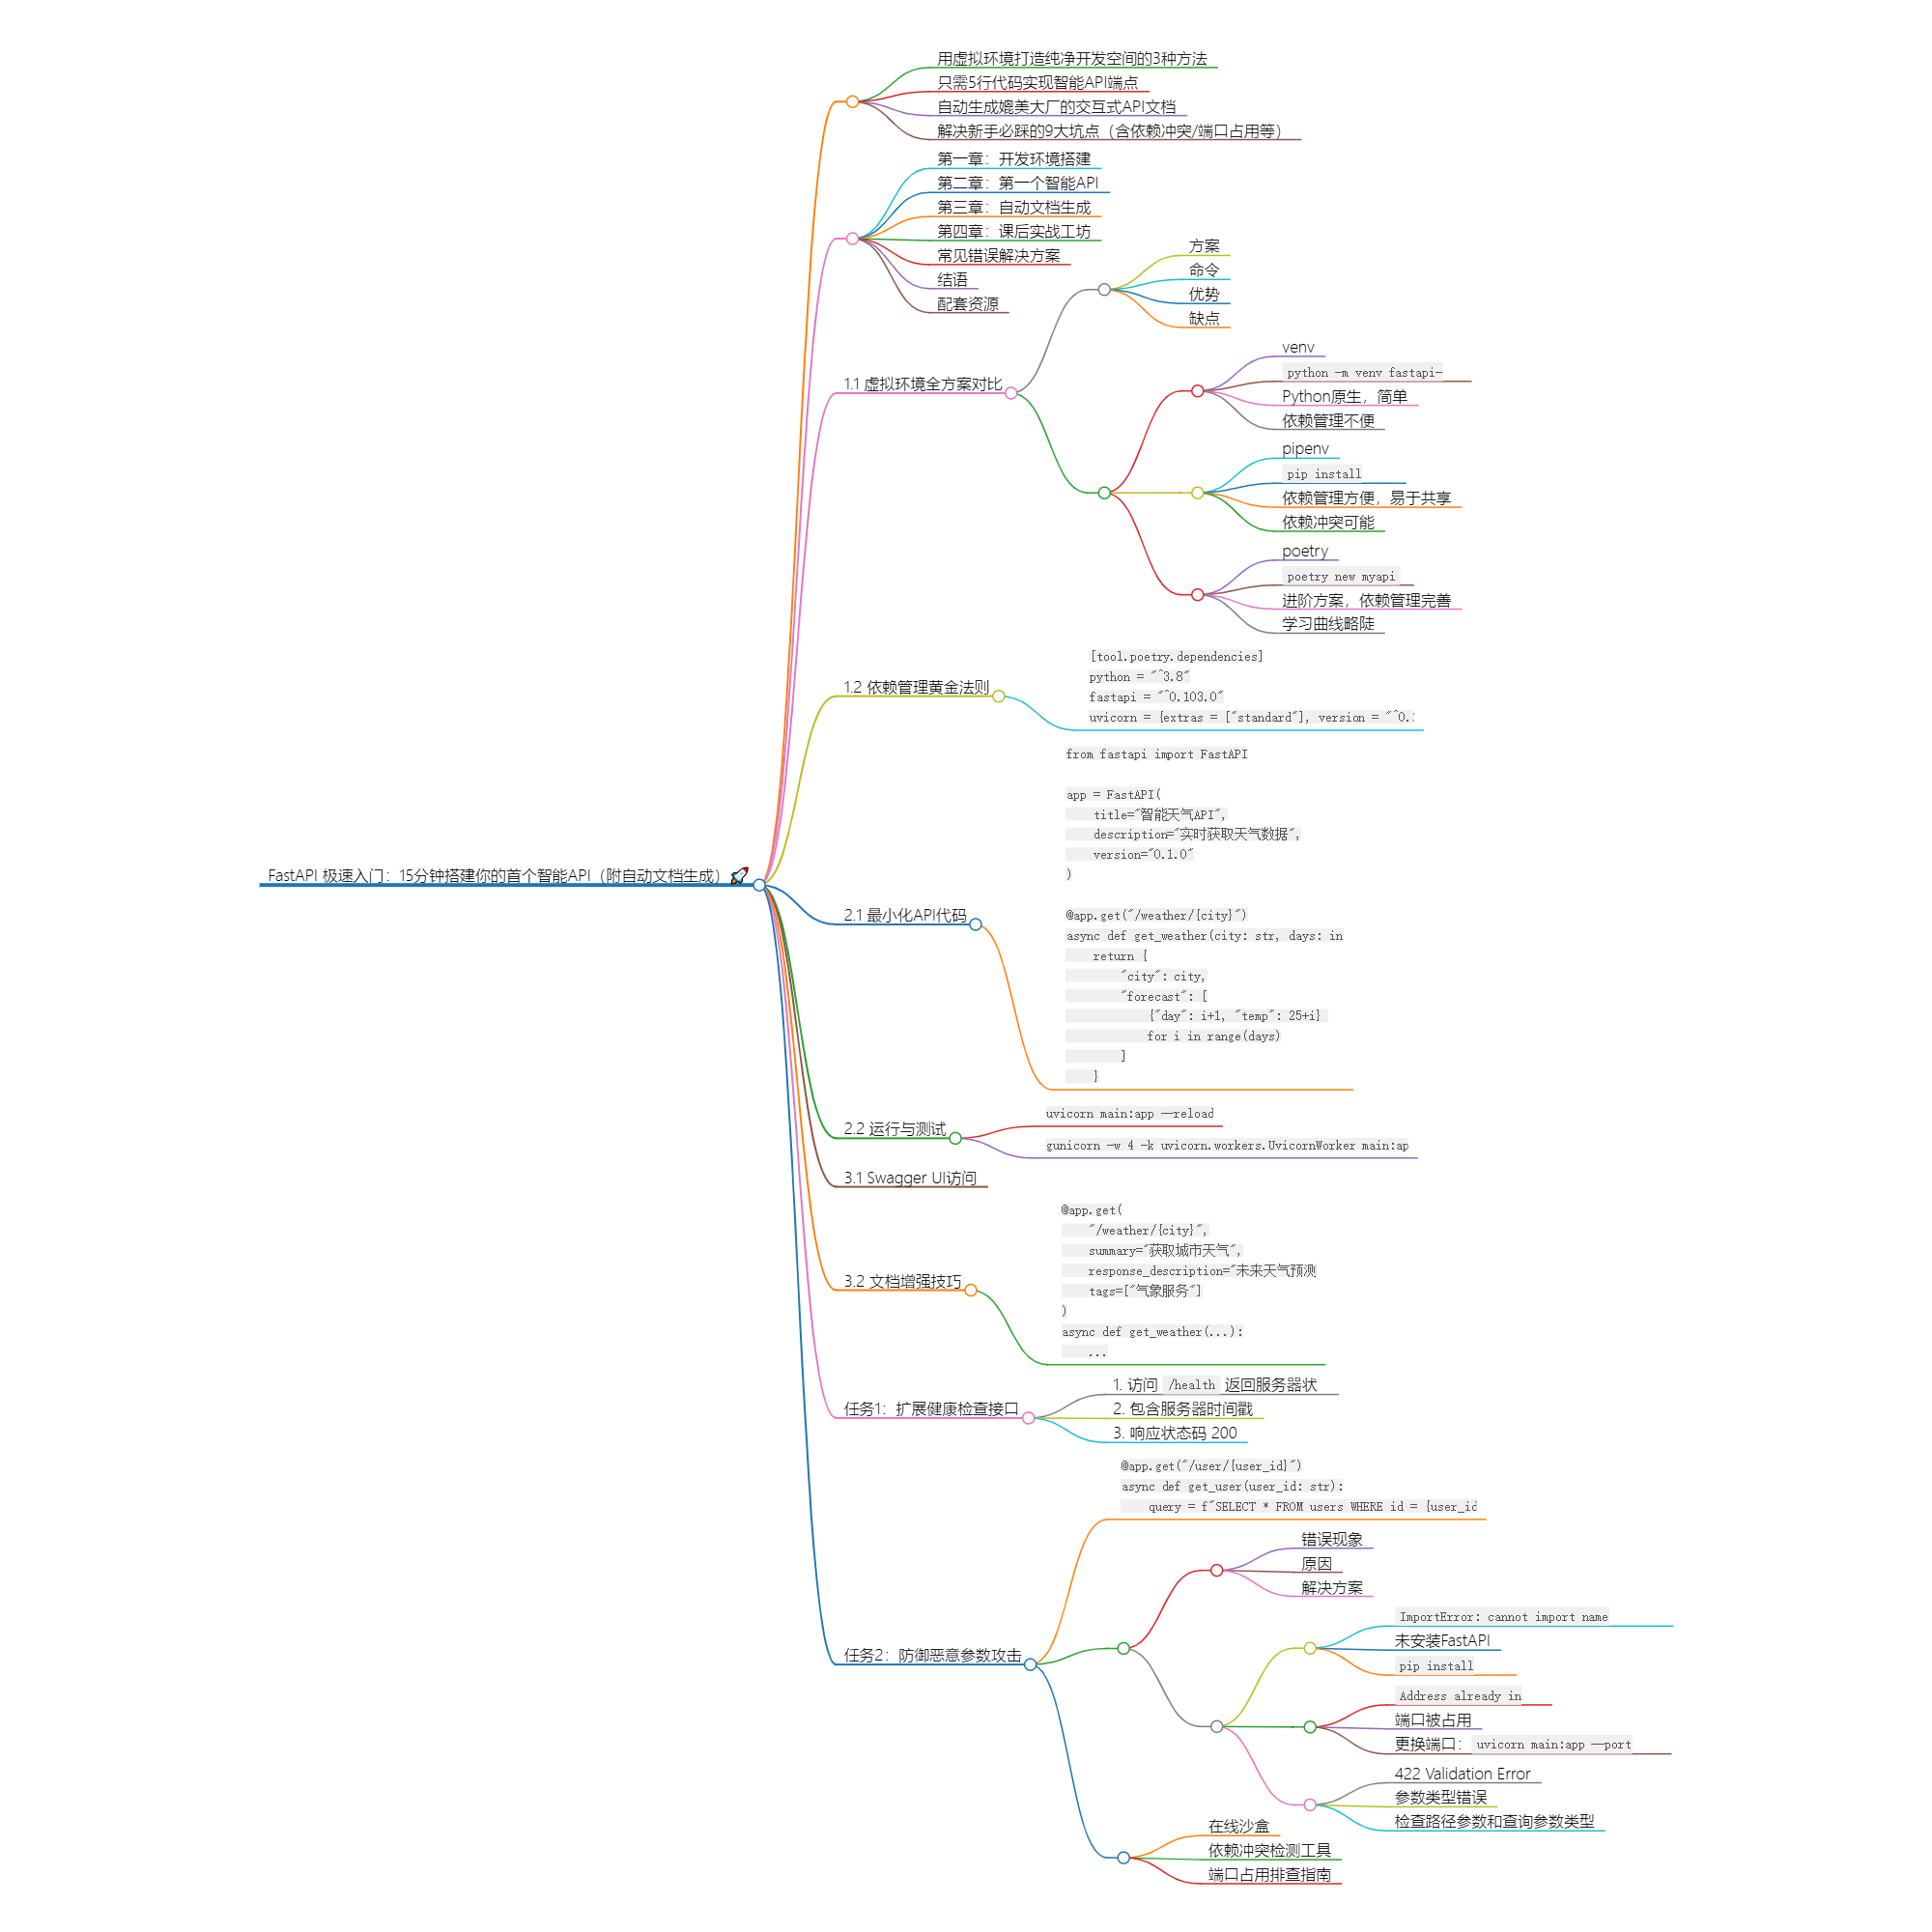 FastAPI 极速入门：15分钟搭建你的首个智能API（附自动文档生成）🚀
用虚拟环境打造纯净开发空间的3种方法
只需5行代码实现智能API端点
自动生成媲美大厂的交互式API文档
解决新手必踩的9大坑点（含依赖冲突/端口占用等）
第一章：开发环境搭建
第二章：第一个智能API
第三章：自动文档生成
第四章：课后实战工坊
常见错误解决方案
结语
配套资源
1.1 虚拟环境全方案对比
方案
命令
优势
缺点
venv
python -m venv fastapi-
Python原生，简单
依赖管理不便
pipenv
pip install
依赖管理方便，易于共享
依赖冲突可能
poetry
poetry new myapi
进阶方案，依赖管理完善
学习曲线略陡
1.2 依赖管理黄金法则
[tool.poetry.dependencies]
python = "^3.8"
fastapi = "^0.103.0"
uvicorn = {extras = ["standard"], version = "^0.
2.1 最小化API代码
from fastapi import FastAPI
app = FastAPI(
    title="智能天气API",
    description="实时获取天气数据",
    version="0.1.0"
)
@app.get("/weather/{city}")
async def get_weather(city: str, days: in
    return {
        "city": city,
        "forecast": [
            {"day": i+1, "temp": 25+i}
            for i in range(days)
        ]
    }
2.2 运行与测试
uvicorn main:app --reload
gunicorn -w 4 -k uvicorn.workers.UvicornWorker main:ap
3.1 Swagger UI访问
3.2 文档增强技巧
@app.get(
    "/weather/{city}",
    summary="获取城市天气",
    response_description="未来天气预测
    tags=["气象服务"]
)
async def get_weather(...):
    ...
任务1：扩展健康检查接口
1. 访问 /health 返回服务器状
2. 包含服务器时间戳
3. 响应状态码 200
任务2：防御恶意参数攻击
@app.get("/user/{user_id}")
async def get_user(user_id: str):
    query = f"SELECT * FROM users WHERE id = {user_id
错误现象
原因
解决方案
ImportError: cannot import name
未安装FastAPI
pip install
Address already in
端口被占用
更换端口：uvicorn main:app --port
422 Validation Error
参数类型错误
检查路径参数和查询参数类型
在线沙盒
依赖冲突检测工具
端口占用排查指南